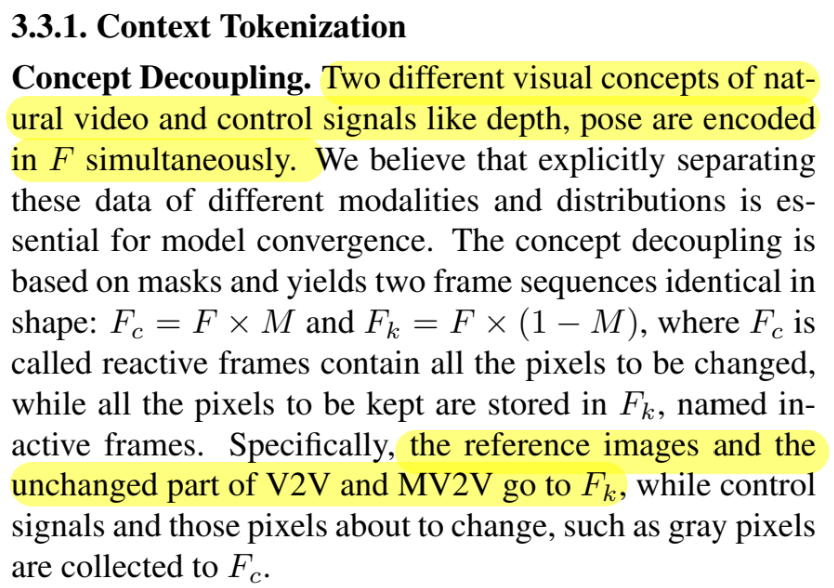 3.3.1. Context Tokenization
Concept Decoupling. Two different visual concepts of nat-
ural video and control signals like depth, pose are encoded
in F simultaneously. We believe that explicitly separating
these data of different modalities and distributions is es-
sential for model convergence. The concept decoupling is
based on masks and yields two frame sequences identical in
shape: F_c = F × M and F_k = F × (1 − M), where F_c is
called reactive frames contain all the pixels to be changed,
while all the pixels to be kept are stored in F_k, named in-
active frames. Specifically, the reference images and the
unchanged part of V2V and MV2V go to F_k, while control
signals and those pixels about to change, such as gray pixels
are collected to F_c.